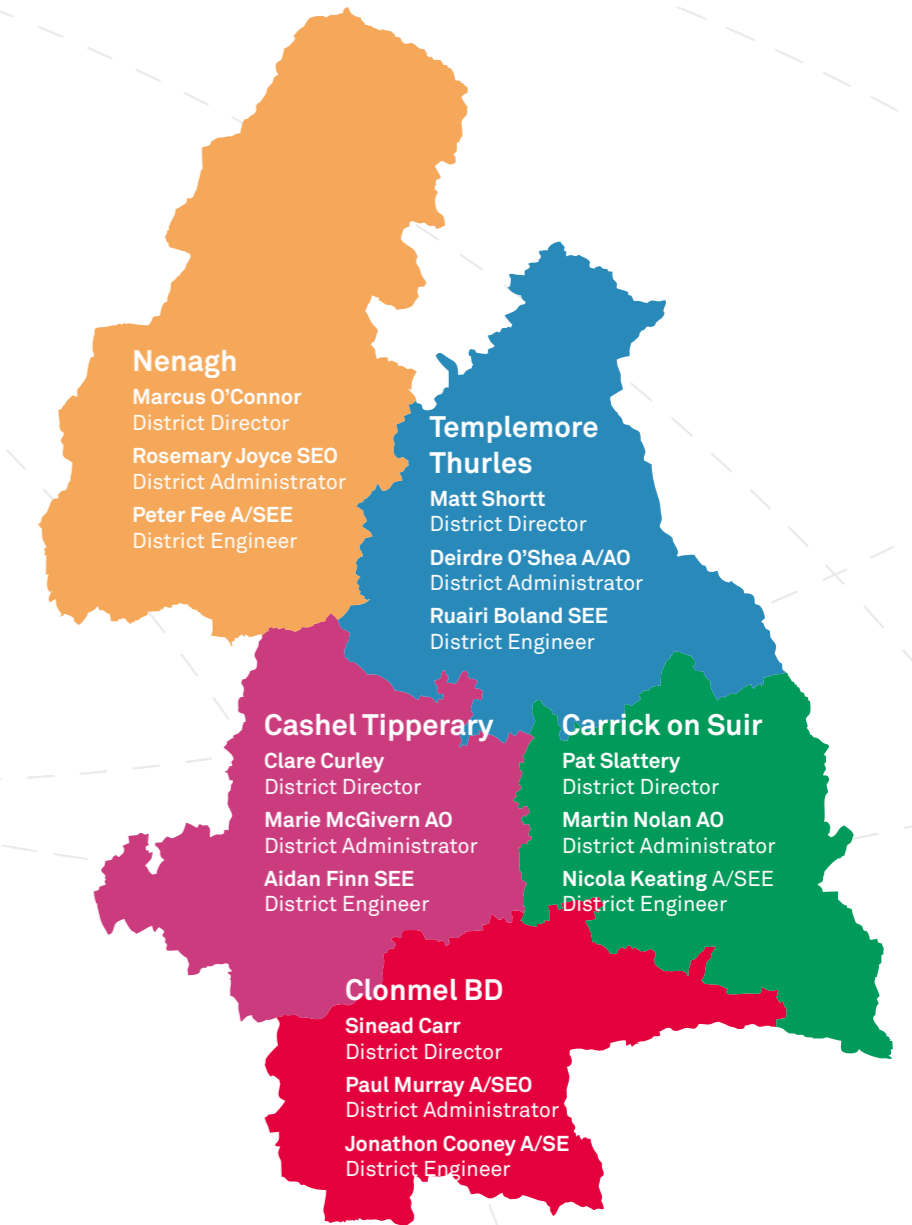 Nenagh
Marcus O’Connor
District Director
Rosemary Joyce SEO
District Administrator
Peter Fee A/SEE
District Engineer
Templemore
Thurles
Matt Shortt
District Director
Deirdre O’Shea A/AO
District Administrator
Ruairi Boland SEE
District Engineer
Cashel Tipperary
Clare Curley
District Director
Marie McGivern AO
District Administrator
Aidan Finn SEE
District Engineer
Carrick on Suir
Pat Slattery
District Director
Martin Nolan AO
District Administrator
Nicola Keating A/SEE
District Engineer
Clonmel BD
Sinead Carr
District Director
Paul Murray A/SEO
District Administrator
Jonathon Cooney A/SE
District Engineer